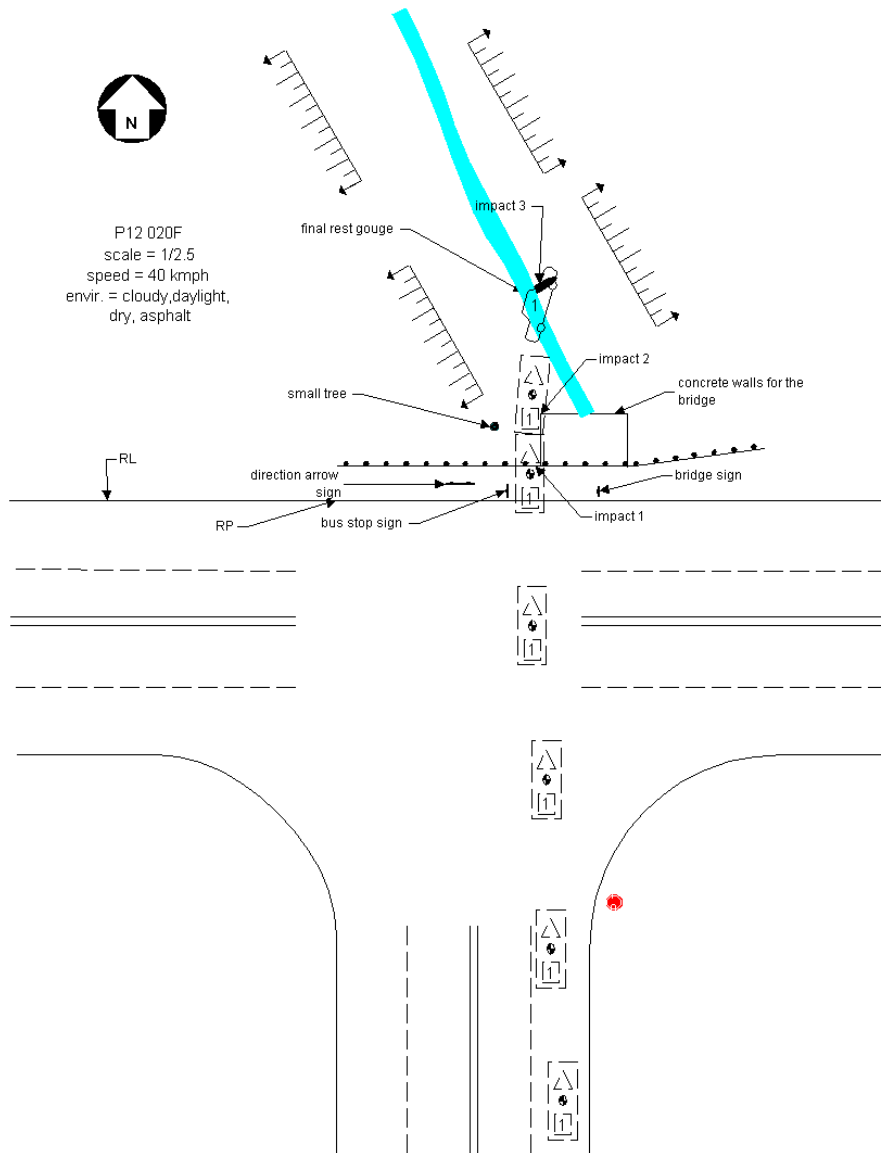 N
P12 020F
scale = 1/2.5
speed = 40 kmph
envir. = cloudy,daylight,
dry, asphalt
impact 3
final rest gouge
1
impact 2
concrete walls for the
bridge
small tree
1
RL
direction arrow
sign
bridge sign
1
RP
bus stop sign
impact 1
1
1
1
1